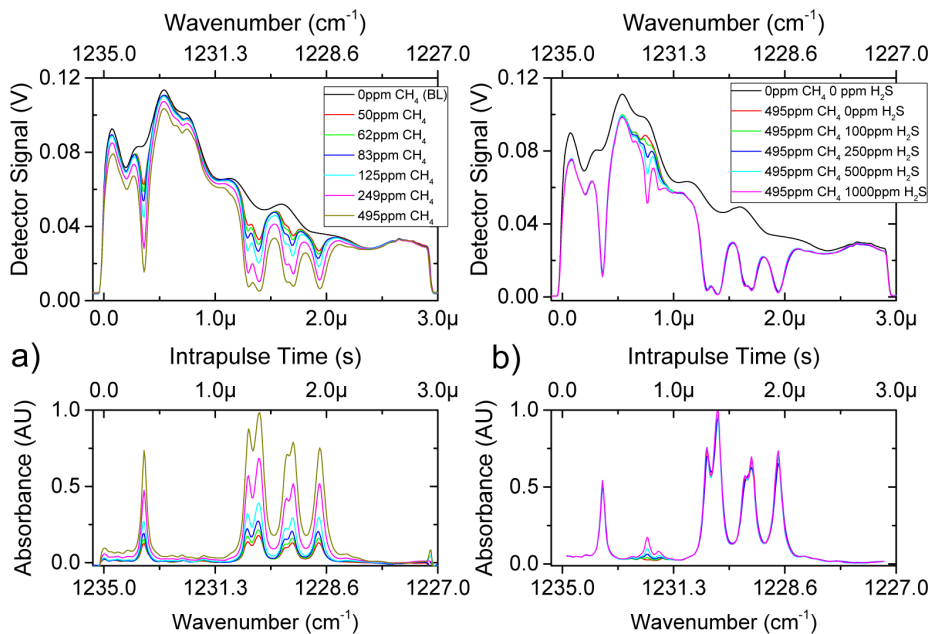 Wavenumber (cm⁻¹)
1235.0 1231.3 1228.6 1227.0
Detector Signal (V)
0.12
0.08
0.04
0.00
0ppm CH₄ (BL)
50ppm CH₄
62ppm CH₄
83ppm CH₄
125ppm CH₄
249ppm CH₄
495ppm CH₄
0.0 1.0µ 2.0µ 3.0µ
a) Intrapulse Time (s)
0.0 1.0µ 2.0µ 3.0µ
Absorbance (AU)
1.0
0.5
0.0
1235.0 1231.3 1228.6 1227.0
Wavenumber (cm⁻¹)
Wavenumber (cm⁻¹)
1235.0 1231.3 1228.6 1227.0
Detector Signal (V)
0.12
0.08
0.04
0.00
0ppm CH₄ 0 ppm H₂S
495ppm CH₄ 0ppm H₂S
495ppm CH₄ 100ppm H₂S
495ppm CH₄ 250ppm H₂S
495ppm CH₄ 500ppm H₂S
495ppm CH₄ 1000ppm H₂S
0.0 1.0µ 2.0µ 3.0µ
b) Intrapulse Time (s)
0.0 1.0µ 2.0µ 3.0µ
Absorbance (AU)
1.0
0.5
0.0
1235.0 1231.3 1228.6 1227.0
Wavenumber (cm⁻¹)